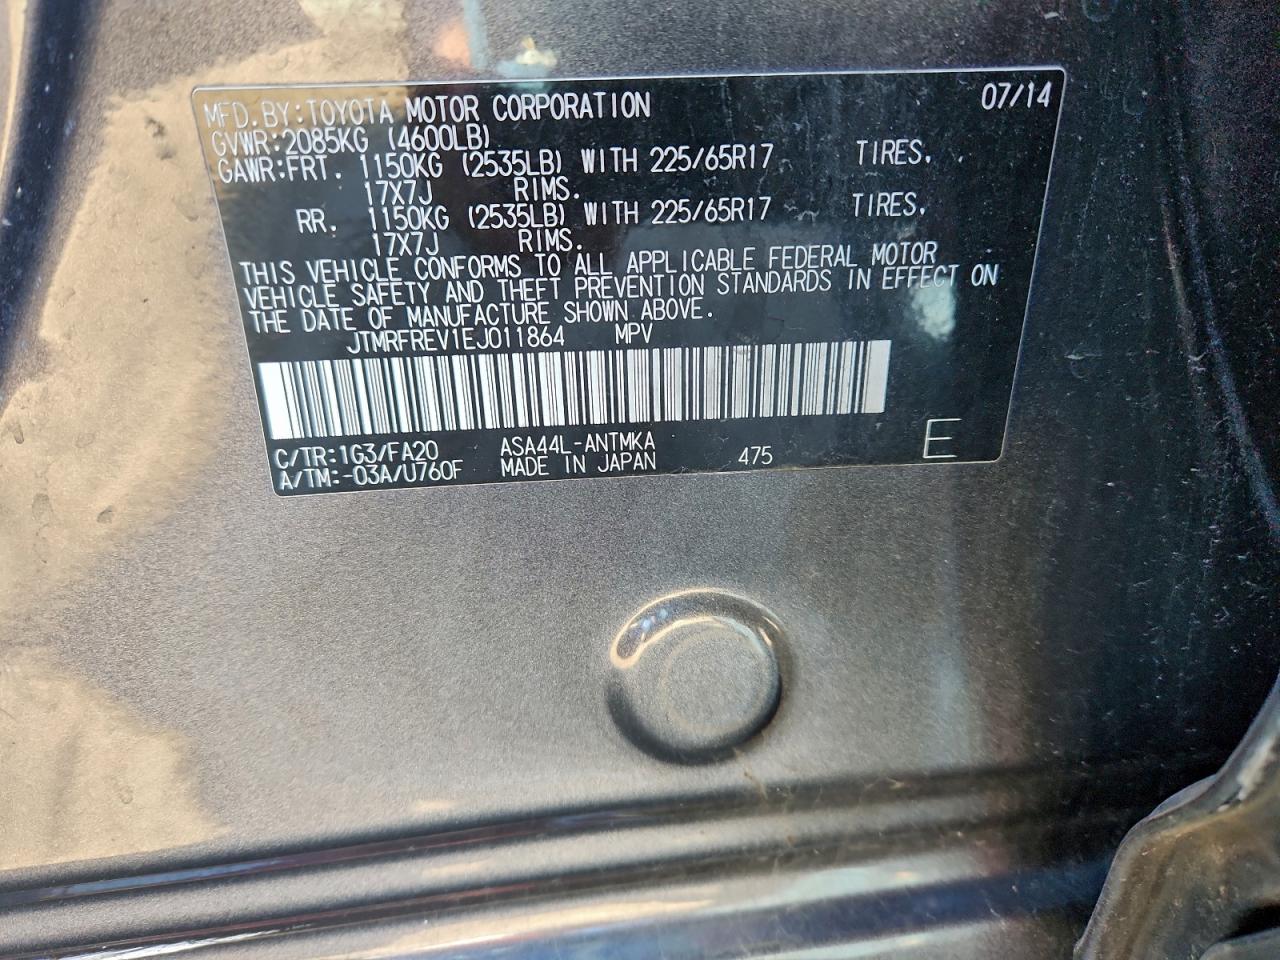 MFD.BY:TOYOTA MOTOR CORPORATION 07/14
GVWR:2085KG (4600LB)
GAWR:FRT. 1150KG (2535LB) WITH 225/65R17 TIRES.
17X7J RIMS.
RR. 1150KG (2535LB) WITH 225/65R17 TIRES.
17X7J RIMS.
THIS VEHICLE CONFORMS TO ALL APPLICABLE FEDERAL MOTOR
VEHICLE SAFETY AND THEFT PREVENTION STANDARDS IN EFFECT ON
THE DATE OF MANUFACTURE SHOWN ABOVE.
JTMRFREV1EJ011864 MPV
C/TR:1G3/FA20 ASA44L-ANTMKA
A/TM:-03A/U760F MADE IN JAPAN 475 E